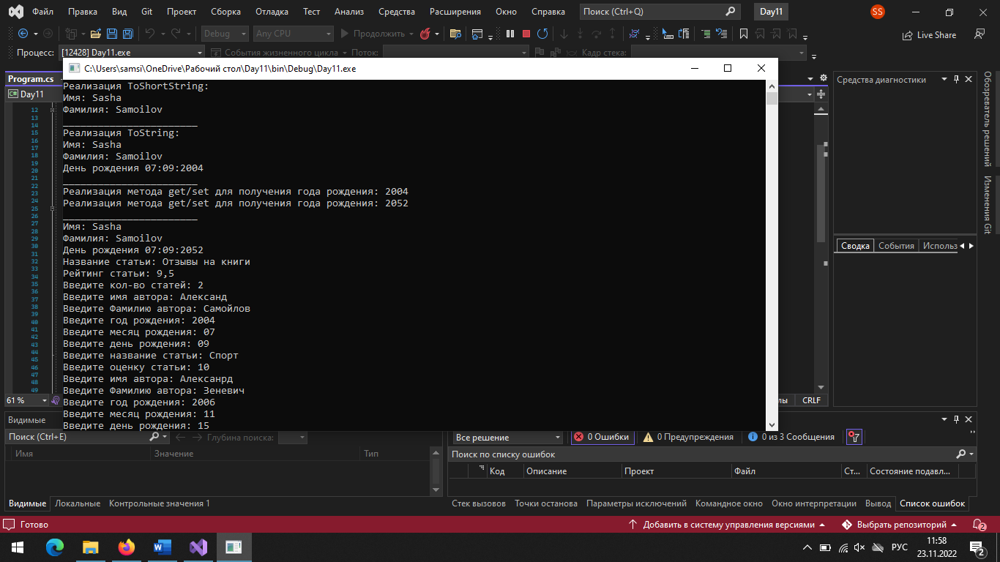 Файл Правка Вид Git Проект Сборка Отладка Тест Анализ Средства Расширения Окно Справка Поиск (Ctrl+Q) Day11 SS
Debug Any CPU Продолжить Live Share
Процесс: [12428] Day11.exe События жизненного цикла Поток: Кадр стека:
C:\Users\samsi\OneDrive\Рабочий стол\Day11\bin\Debug\Day11.exe
Program.cs
Day11
Средства диагностики
Обозреватель решений
Изменения Git
Сводка События Использ
12
13
14
15
16
17
18
19
20
21
22
23
24
25
26
27
28
29
30
31
32
33
34
35
36
37
38
39
40
41
42
43
44
45
46
47
48
49
Реализация ToShortString:
Имя: Sasha
Фамилия: Samoilov
_______________________
Реализация ToString:
Имя: Sasha
Фамилия: Samoilov
День рождения 07:09:2004
_______________________
Реализация метода get/set для получения года рождения: 2004
Реализация метода get/set для получения года рождения: 2052
_______________________
Имя: Sasha
Фамилия: Samoilov
День рождения 07:09:2052
Название статьи: Отзывы на книги
Рейтинг статьи: 9,5
Введите кол-во статей: 2
Введите имя автора: Александ
Введите Фамилию автора: Самойлов
Введите год рождения: 2004
Введите месяц рождения: 07
Введите день рождения: 09
Введите название статьи: Спорт
Введите оценку статьи: 10
Введите имя автора: Алексанрд
Введите Фамилию автора: Зеневич
Введите год рождения: 2006
Введите месяц рождения: 11
Введите день рождения: 15
61 % лы CRLF
Видимые
Поиск (Ctrl+E) Глубина поиска:
Имя Значение Тип
Видимые Локальные Контрольные значения 1
Все решение 0 Ошибки 0 Предупреждения 0 из 3 Сообщения
Поиск по списку ошибок
Код Описание Проект Файл Ст... Состояние подавл...
Стек вызовов Точки останова Параметры исключений Командное окно Окно интерпретации Вывод Список ошибок
Готово Добавить в систему управления версиями Выбрать репозиторий 2
РУС 11:58
23.11.2022 2